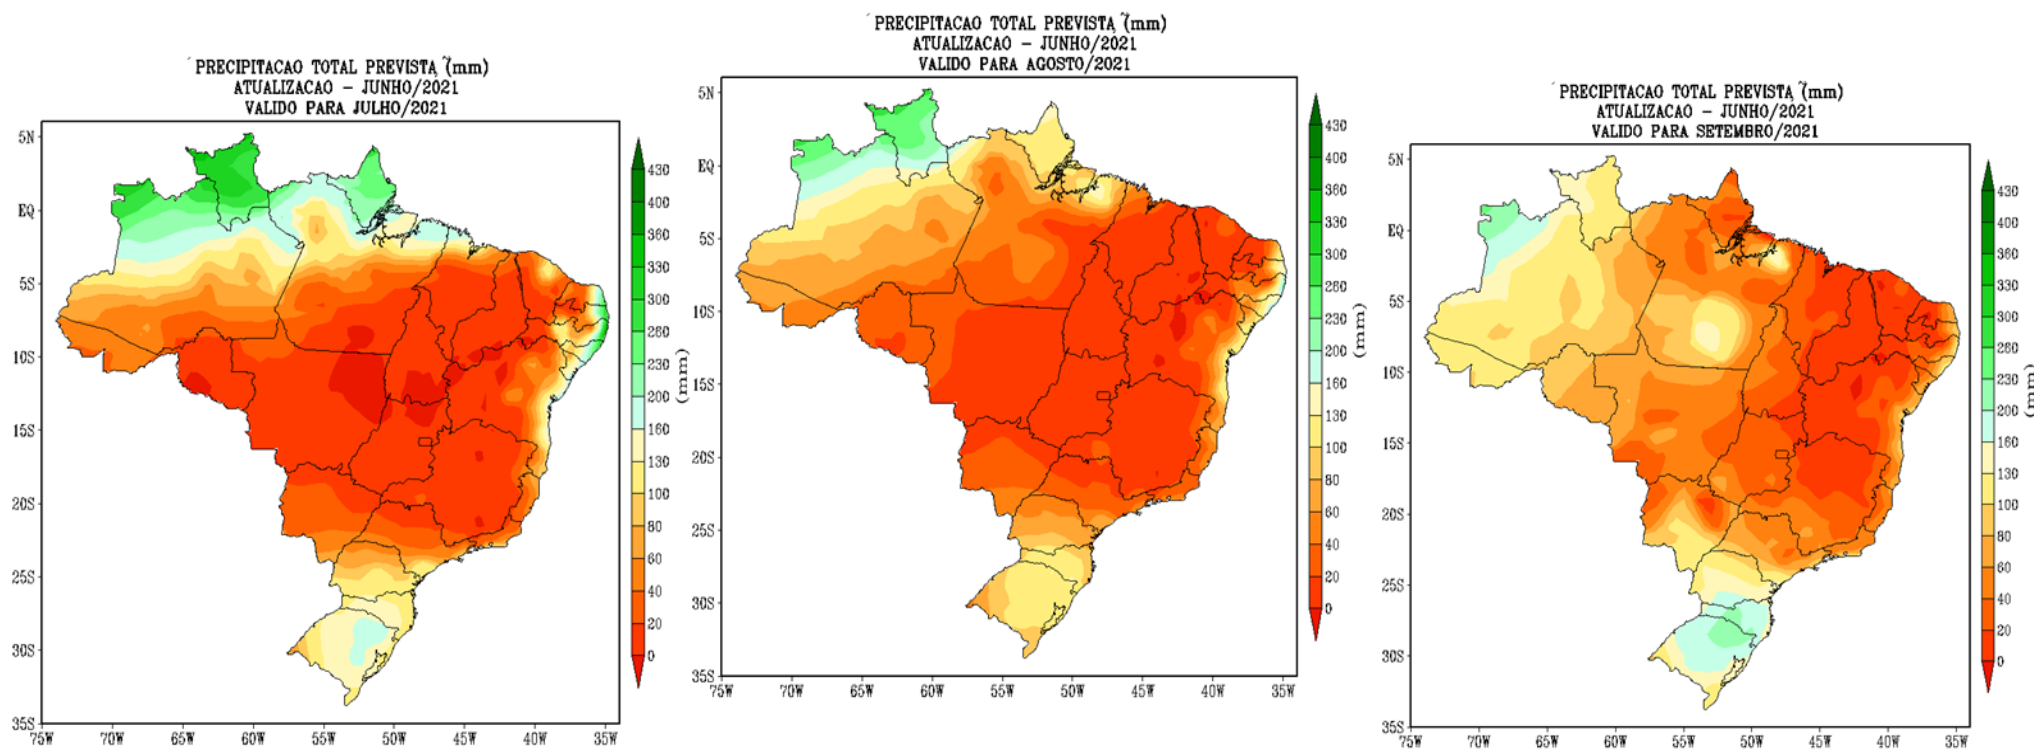 PRECIPITACAO TOTAL PREVISTA (mm)
ATUALIZACAO - JUNHO/2021
VALIDO PARA JULHO/2021
5N
EQ
5S
10S
15S
20S
25S
30S
35S
75W
70W
65W
60W
55W
50W
45W
40W
35W
430
400
360
330
300
260
230
200
160
130
100
80
60
40
20
0
(mm)
PRECIPITACAO TOTAL PREVISTA (mm)
ATUALIZACAO - JUNHO/2021
VALIDO PARA AGOSTO/2021
5N
EQ
5S
10S
15S
20S
25S
30S
35S
75W
70W
65W
60W
55W
50W
45W
40W
35W
430
400
360
330
300
260
230
200
160
130
100
80
60
40
20
0
(mm)
PRECIPITACAO TOTAL PREVISTA (mm)
ATUALIZACAO - JUNHO/2021
VALIDO PARA SETEMBRO/2021
5N
EQ
5S
10S
15S
20S
25S
30S
35S
75W
70W
65W
60W
55W
50W
45W
40W
35W
430
400
360
330
300
260
230
200
160
130
100
80
60
40
20
0
(mm)